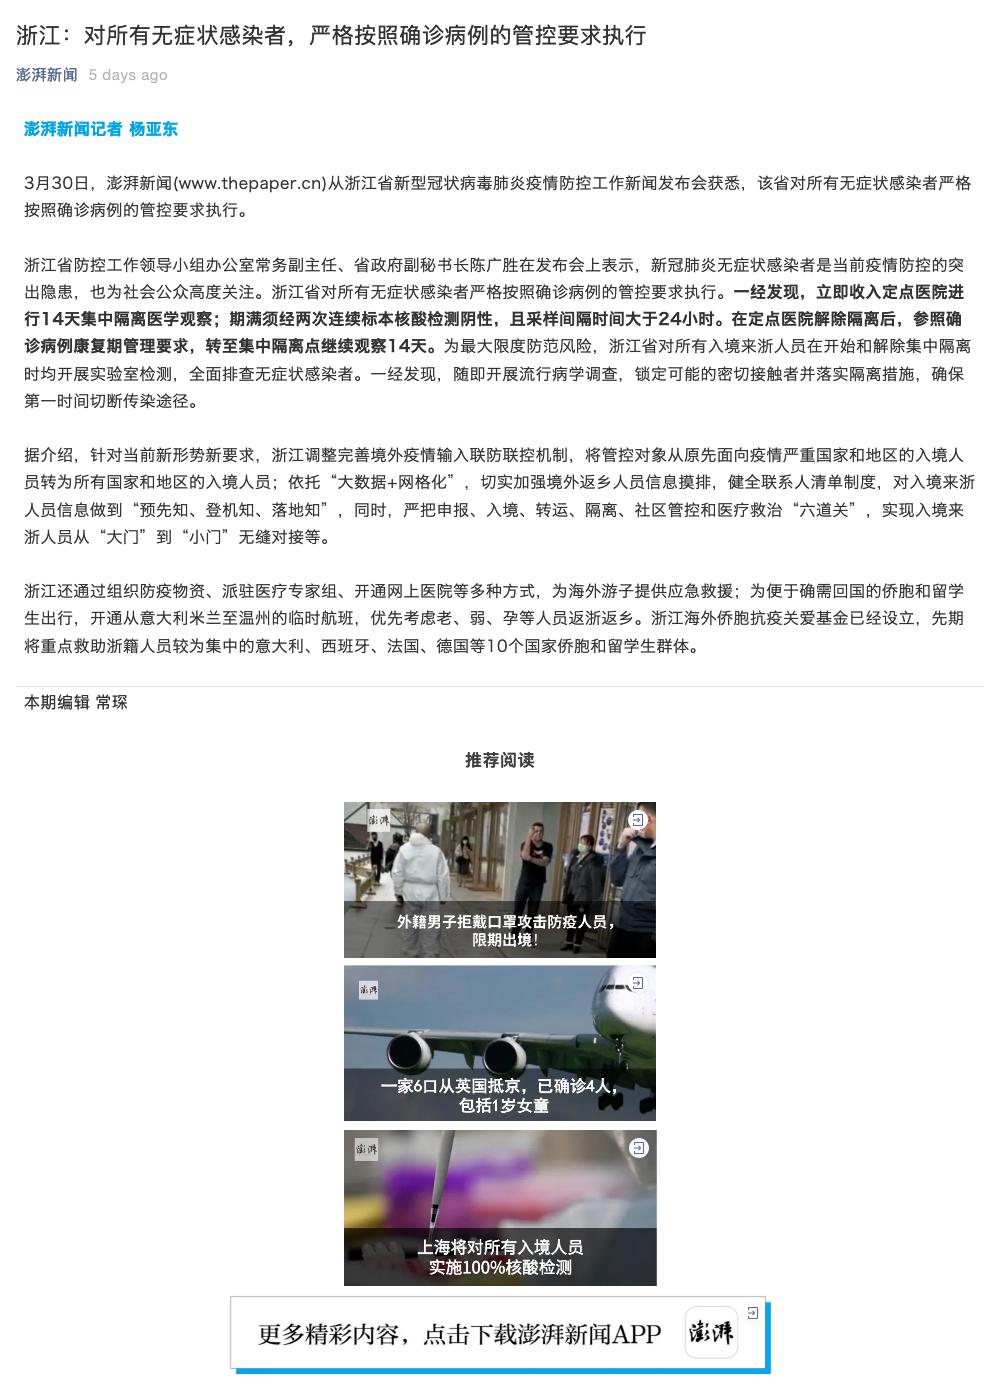 浙江：对所有无症状感染者，严格按照确诊病例的管控要求执行
澎湃新闻 5 days ago
澎湃新闻记者 杨亚东
3月30日，澎湃新闻(www.thepaper.cn)从浙江省新型冠状病毒肺炎疫情防控工作新闻发布会获悉，该省对所有无症状感染者严格
按照确诊病例的管控要求执行。
浙江省防控工作领导小组办公室常务副主任、省政府副秘书长陈广胜在发布会上表示，新冠肺炎无症状感染者是当前疫情防控的突
出隐患，也为社会公众高度关注。浙江省对所有无症状感染者严格按照确诊病例的管控要求执行。一经发现，立即收入定点医院进
行14天集中隔离医学观察；期满须经两次连续标本核酸检测阴性，且采样间隔时间大于24小时。在定点医院解除隔离后，参照确
诊病例康复期管理要求，转至集中隔离点继续观察14天。为最大限度防范风险，浙江省对所有入境来浙人员在开始和解除集中隔离
时均开展实验室检测，全面排查无症状感染者。一经发现，随即开展流行病学调查，锁定可能的密切接触者并落实隔离措施，确保
第一时间切断传染途径。
据介绍，针对当前新形势新要求，浙江调整完善境外疫情输入联防联控机制，将管控对象从原先面向疫情严重国家和地区的入境人
员转为所有国家和地区的入境人员；依托“大数据+网格化”，切实加强境外返乡人员信息摸排，健全联系人清单制度，对入境来浙
人员信息做到“预先知、登机知、落地知”，同时，严把申报、入境、转运、隔离、社区管控和医疗救治“六道关”，实现入境来
浙人员从“大门”到“小门”无缝对接等。
浙江还通过组织防疫物资、派驻医疗专家组、开通网上医院等多种方式，为海外游子提供应急救援；为便于确需回国的侨胞和留学
生出行，开通从意大利米兰至温州的临时航班，优先考虑老、弱、孕等人员返浙返乡。浙江海外侨胞抗疫关爱基金已经设立，先期
将重点救助浙籍人员较为集中的意大利、西班牙、法国、德国等10个国家侨胞和留学生群体。
本期编辑 常琛
推荐阅读
澎湃
外籍男子拒戴口罩攻击防疫人员，
限期出境！
澎湃
一家6口从英国抵京，已确诊4人，
包括1岁女童
澎湃
上海将对所有入境人员
实施100%核酸检测
更多精彩内容，点击下载澎湃新闻APP 澎湃